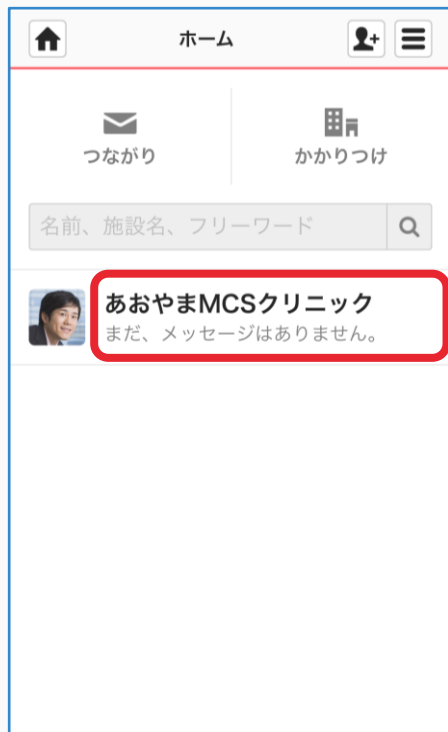 ホーム
つながり
かかりつけ
名前、施設名、フリーワード
あおやまMCSクリニック
まだ、メッセージはありません。